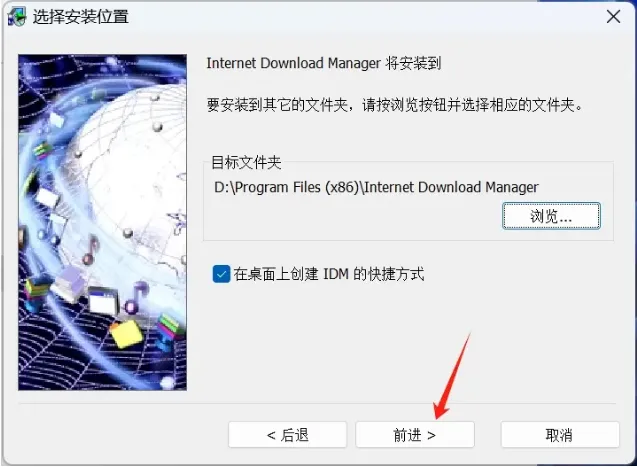 选择安装位置
Internet Download Manager 将安装到
要安装到其它的文件夹，请按浏览按钮并选择相应的文件夹。
目标文件夹
D:\Program Files (x86)\Internet Download Manager
浏览...
在桌面上创建 IDM 的快捷方式
< 后退
前进 >
取消